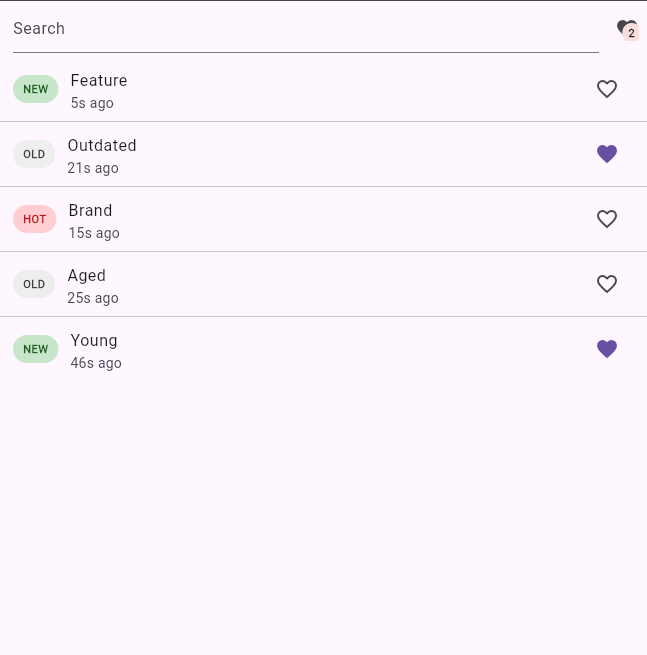 Search
2
NEW
Feature
5s ago
OLD
Outdated
21s ago
HOT
Brand
15s ago
OLD
Aged
25s ago
NEW
Young
46s ago